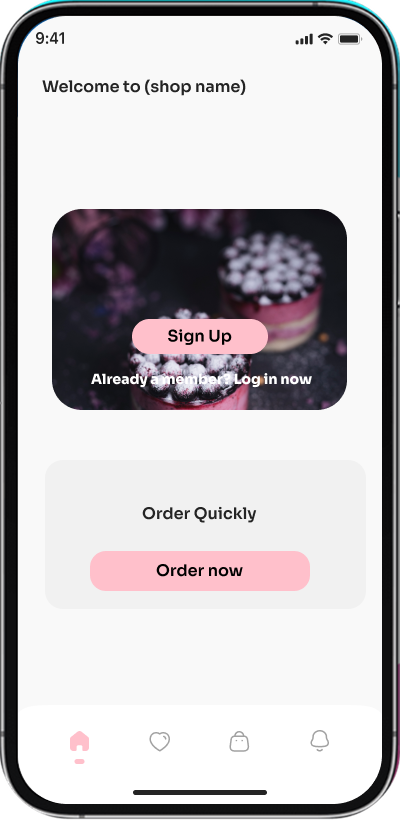 9:41
Welcome to (shop name)
Sign Up
Already a member? Log in now
Order Quickly
Order now